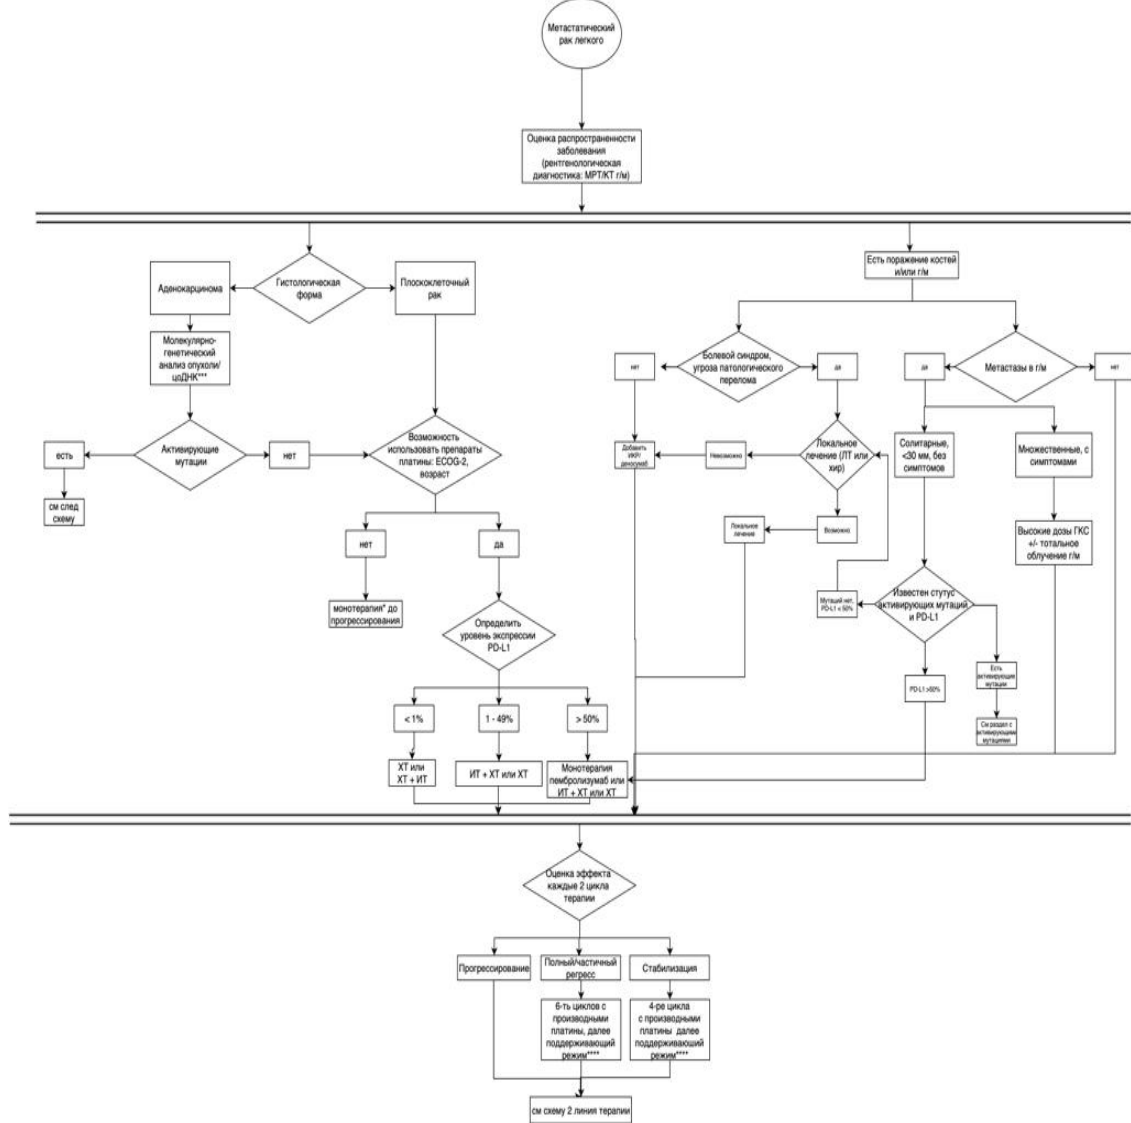 Метастатический
рак легкого
Оценка распространенности
заболевания
(рентгенологическая
диагностика: МРТ/КТ г/м)
Гистологическая
форма
Аденокарцинома
Плоскоклеточный
рак
Молекулярно-
генетический
анализ опухоли/
цоДНК***
Активирующие
мутации
есть
нет
см след
схему
Возможность
использовать препараты
платины: ECOG-2,
возраст
нет
да
монотерапия* до
прогрессирования
Определить
уровень экспрессии
PD-L1
< 1%
1 - 49%
> 50%
ХТ или
ХТ + ИТ
ИТ + ХТ или ХТ
Монотерапия
пембролизумаб или
ИТ + ХТ или ХТ
Есть поражение костей
и/или г/м
Болевой синдром,
угроза патологического
перелома
нет
да
Метастазы в г/м
да
нет
Добавить
ИКР/
деносумаб
Невозможно
Локальное
лечение (ЛТ или
хир)
Солитарные,
<30 мм, без
симптомов
Множественные, с
симптомами
Локальное
лечение
Возможно
Высокие дозы ГКС
+/- тотальное
облучение г/м
Мутаций нет,
PD-L1 < 50%
Известен стутус
активирующих мутаций
и PD-L1
PD-L1 >50%
Есть
активирующие
мутации
См раздел с
активирующими
мутациями
Оценка эффекта
каждые 2 цикла
терапии
Прогрессирование
Полный/частичный
регресс
Стабилизация
6-ть циклов с
производными
платины, далее
поддерживающий
режим****
4-ре цикла
с производными
платины далее
поддерживающий
режим****
см схему 2 линия терапии